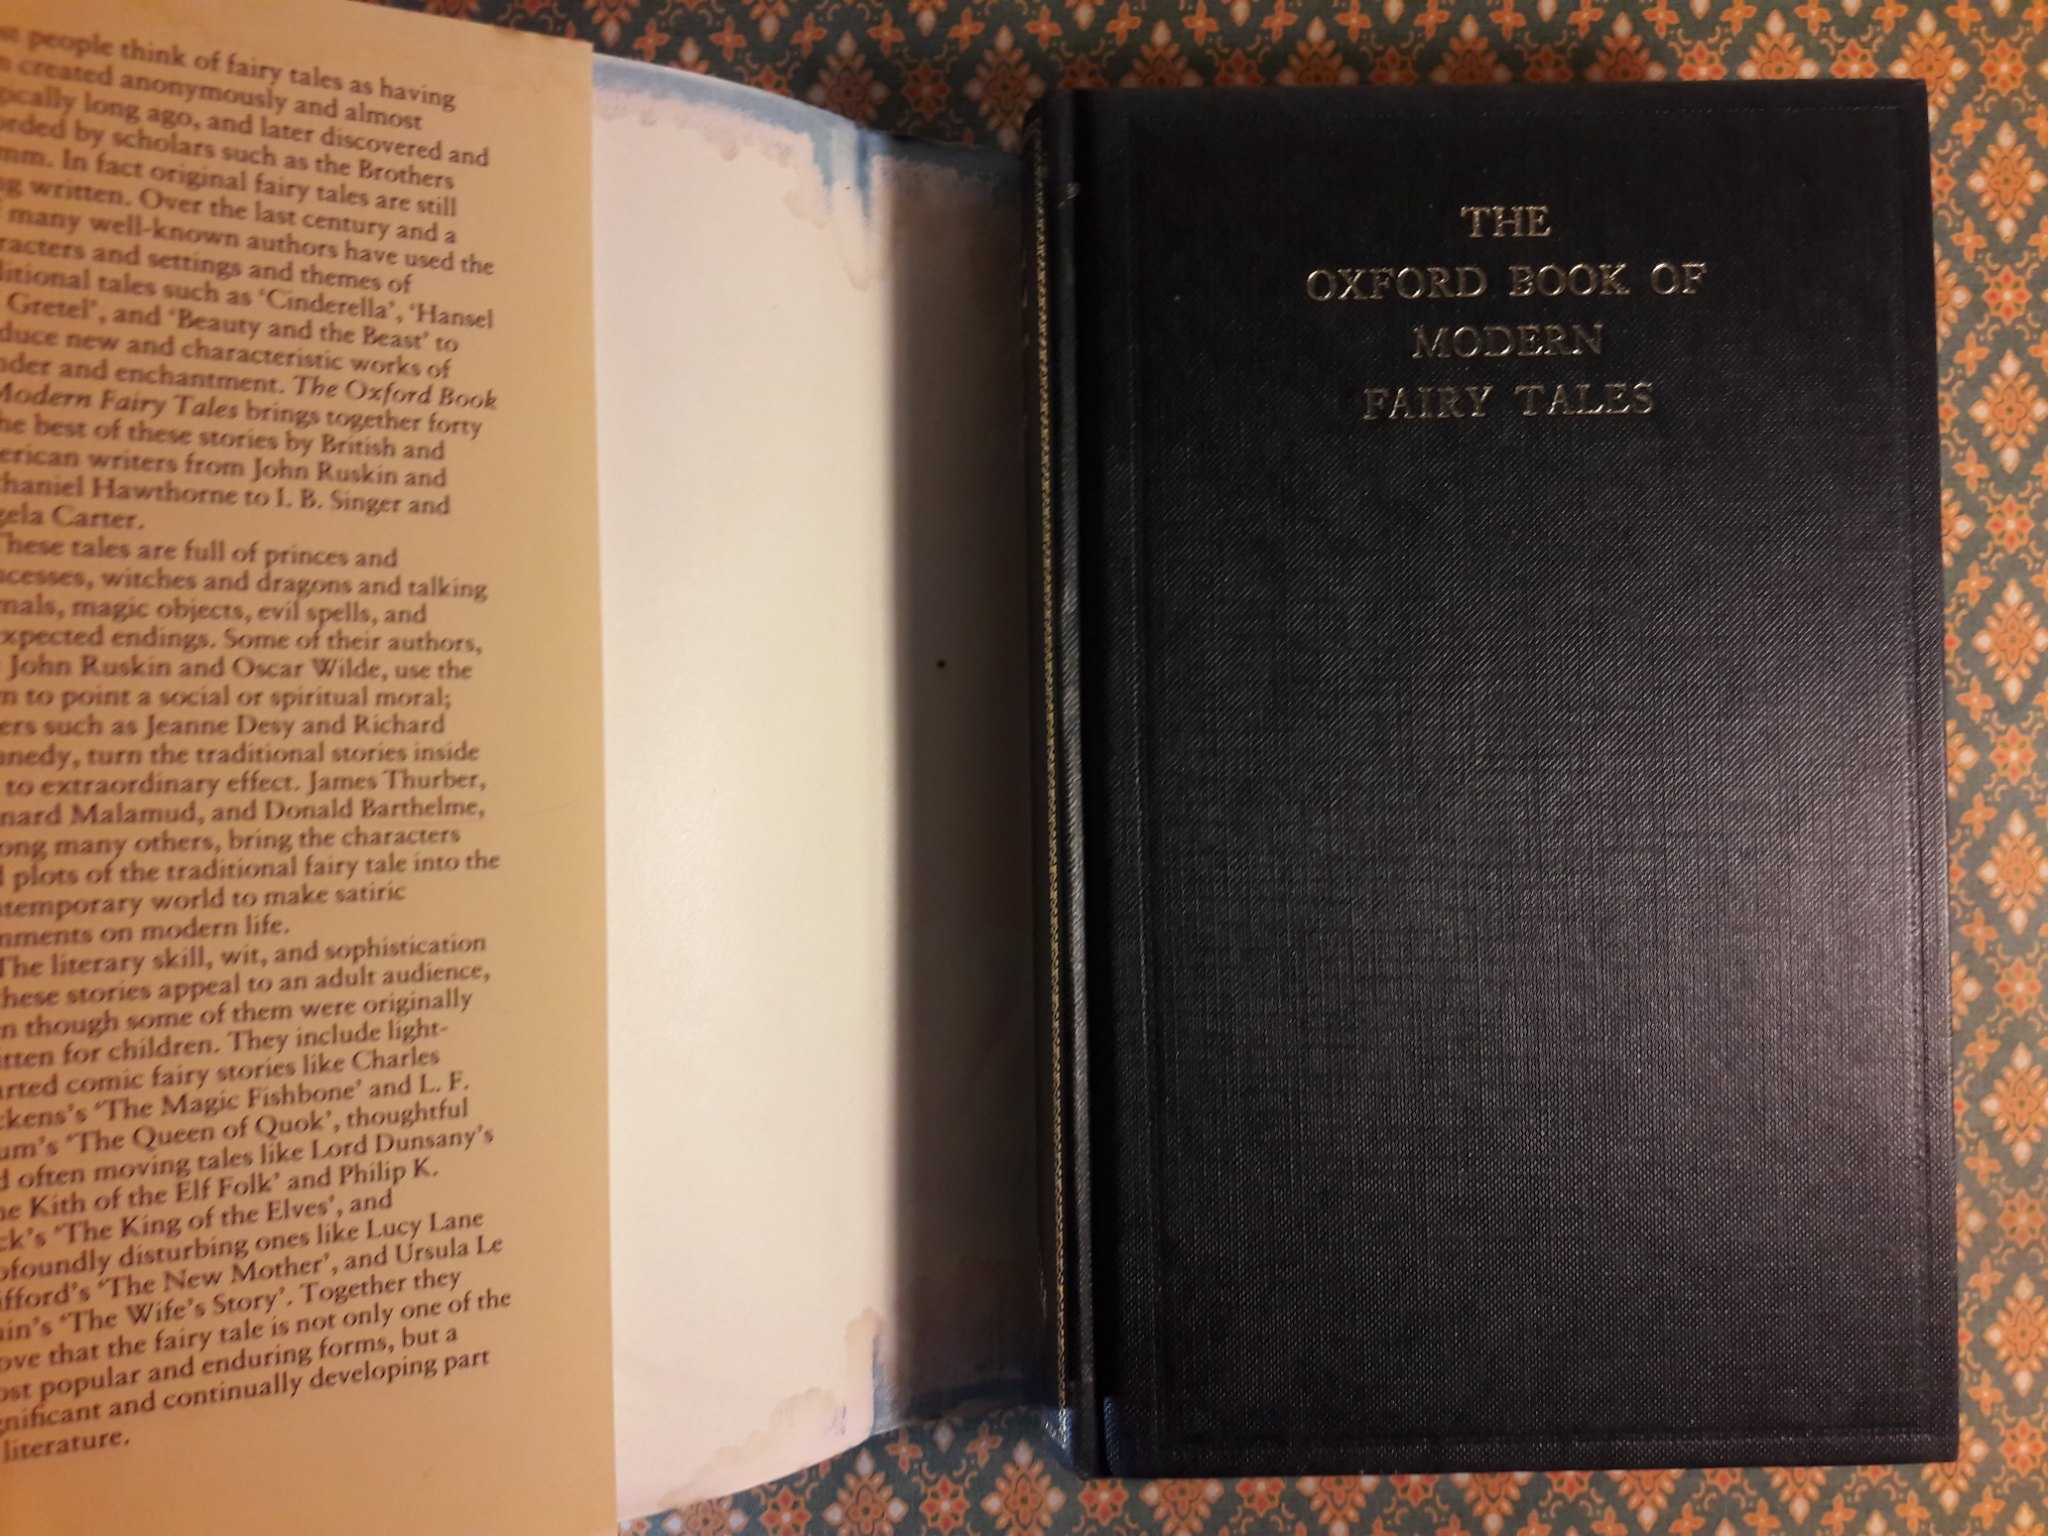 st people think of fairy tales as having
n created anonymously and almost
pically long ago, and later discovered and
orded by scholars such as the Brothers
mm. In fact original fairy tales are still
ng written. Over the last century and a
many well-known authors have used the
racters and settings and themes of
ditional tales such as ‘Cinderella’, ‘Hansel
Gretel’, and ‘Beauty and the Beast’ to
duce new and characteristic works of
nder and enchantment. The Oxford Book
Modern Fairy Tales brings together forty
he best of these stories by British and
erican writers from John Ruskin and
thaniel Hawthorne to I. B. Singer and
gela Carter.
These tales are full of princes and
ncesses, witches and dragons and talking
mals, magic objects, evil spells, and
expected endings. Some of their authors,
John Ruskin and Oscar Wilde, use the
m to point a social or spiritual moral;
ers such as Jeanne Desy and Richard
nnedy, turn the traditional stories inside
to extraordinary effect. James Thurber,
nard Malamud, and Donald Barthelme,
ong many others, bring the characters
d plots of the traditional fairy tale into the
ntemporary world to make satiric
mments on modern life.
The literary skill, wit, and sophistication
these stories appeal to an adult audience,
n though some of them were originally
tten for children. They include light-
arted comic fairy stories like Charles
ckens's ‘The Magic Fishbone’ and L. F.
um's ‘The Queen of Quok’, thoughtful
d often moving tales like Lord Dunsany's
he Kith of the Elf Folk’ and Philip K.
ck's ‘The King of the Elves’, and
ofoundly disturbing ones like Lucy Lane
ifford's ‘The New Mother’, and Ursula Le
uin's ‘The Wife's Story’. Together they
ove that the fairy tale is not only one of the
ost popular and enduring forms, but a
gnificant and continually developing part
literature.
THE
OXFORD BOOK OF
MODERN
FAIRY TALES